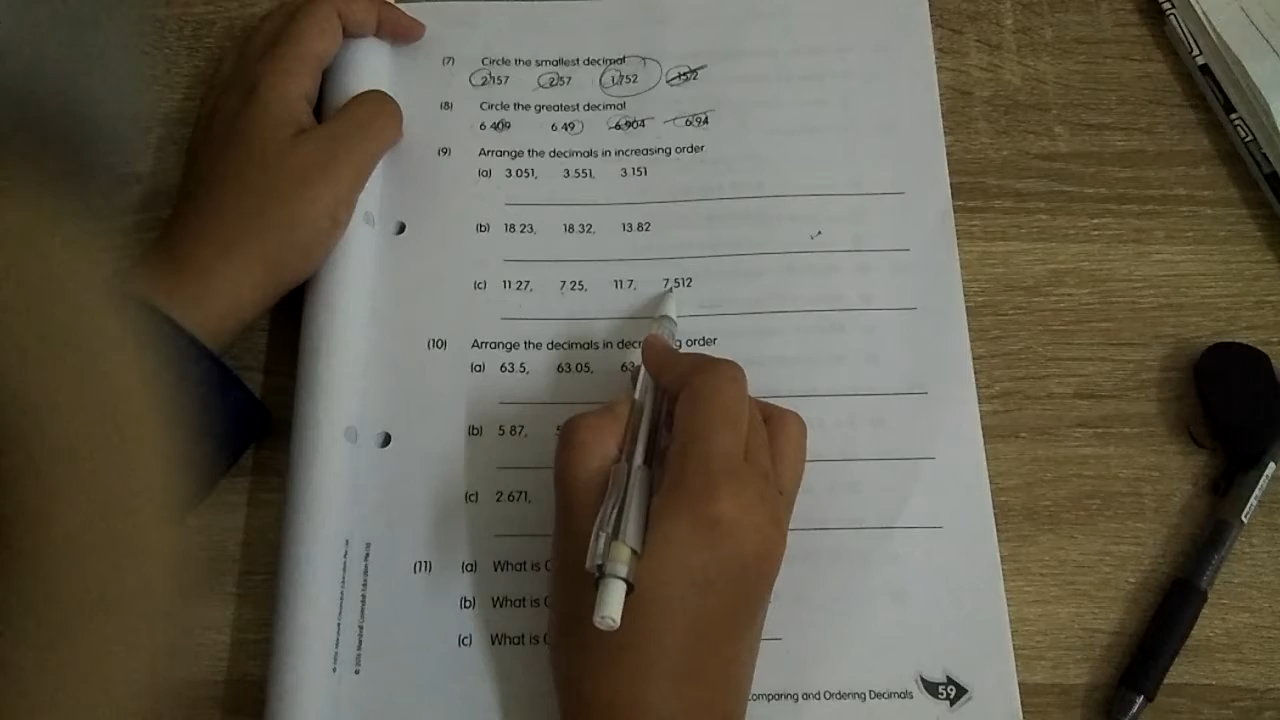 (7) Circle the smallest decimal
2.157 2.57 1.752 15.2
(8) Circle the greatest decimal
6.409 6.49 6.904 6.94
(9) Arrange the decimals in increasing order
(a) 3.051, 3.551, 3.151
(b) 18.23, 18.32, 13.82
(c) 11.27, 7.25, 11.7, 7.512
(10) Arrange the decimals in order
(a) 63.5, 63.05,
(b) 5.87,
(c) 2.671,
(11) (a) What is
(b) What is
(c) What is
Comparing and Ordering Decimals 59